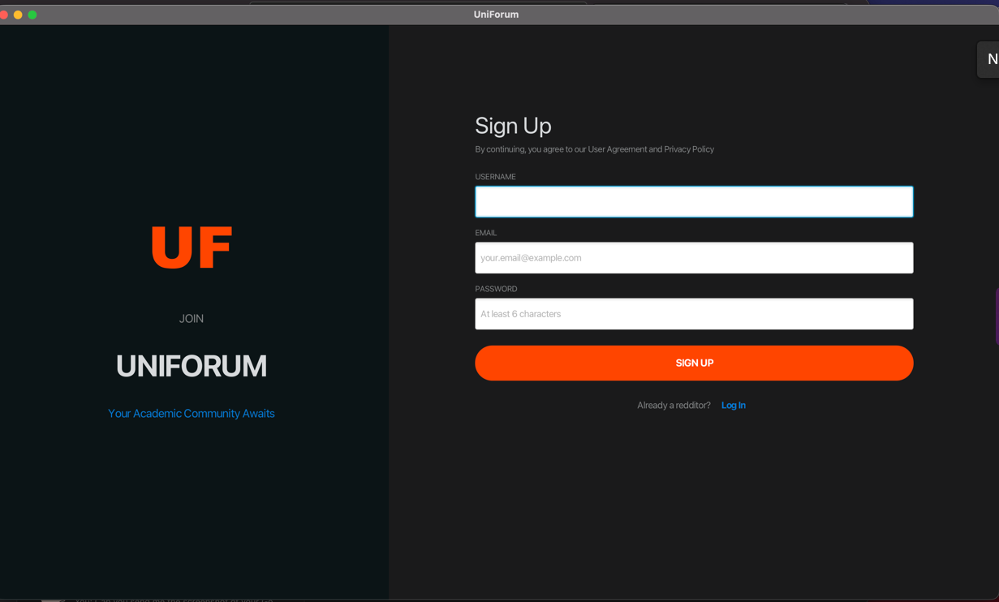 UniForum
N
UF
JOIN
UNIFORUM
Your Academic Community Awaits
Sign Up
By continuing, you agree to our User Agreement and Privacy Policy
USERNAME
EMAIL
your.email@example.com
PASSWORD
At least 6 characters
SIGN UP
Already a redditor? Log In